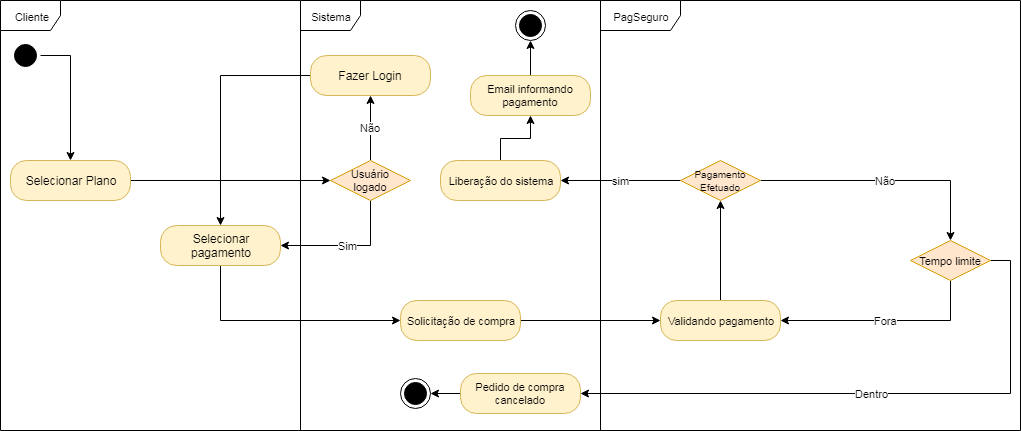 Cliente
Sistema
PagSeguro
Fazer Login
Email informando
pagamento
Não
Selecionar Plano
Usuário
logado
Liberação do sistema
sim
Pagamento
Efetuado
Não
Selecionar
pagamento
Sim
Tempo limite
Solicitação de compra
Validando pagamento
Fora
Pedido de compra
cancelado
Dentro